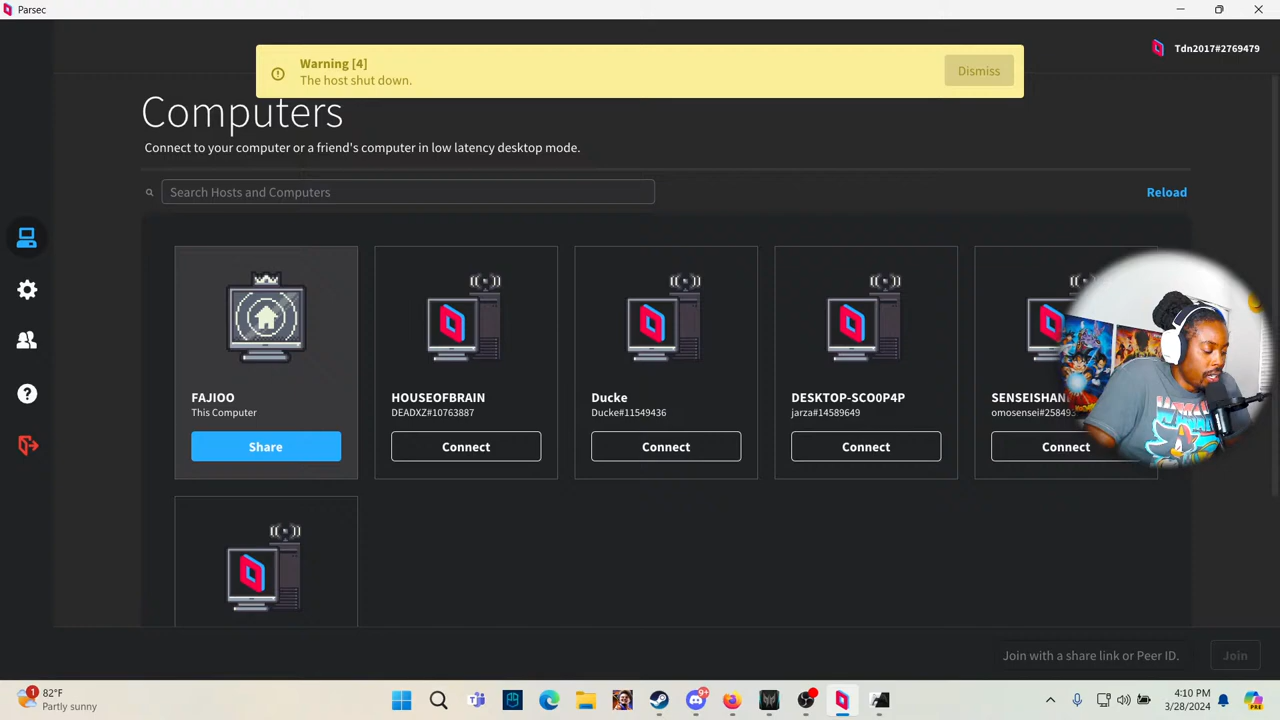 Parsec
Tdn2017#2769479
Warning [4]
The host shut down.
Dismiss
Computers
Connect to your computer or a friend's computer in low latency desktop mode.
Search Hosts and Computers
Reload
FAJIOO
This Computer
Share
HOUSEOFBRAIN
DEADXZ#10763887
Connect
Ducke
Ducke#11549436
Connect
DESKTOP-SCO0P4P
jarza#14589649
Connect
Connect
Join with a share link or Peer ID.
Join
1
82°F
Partly sunny
9+
4:10 PM
3/28/2024
PRE